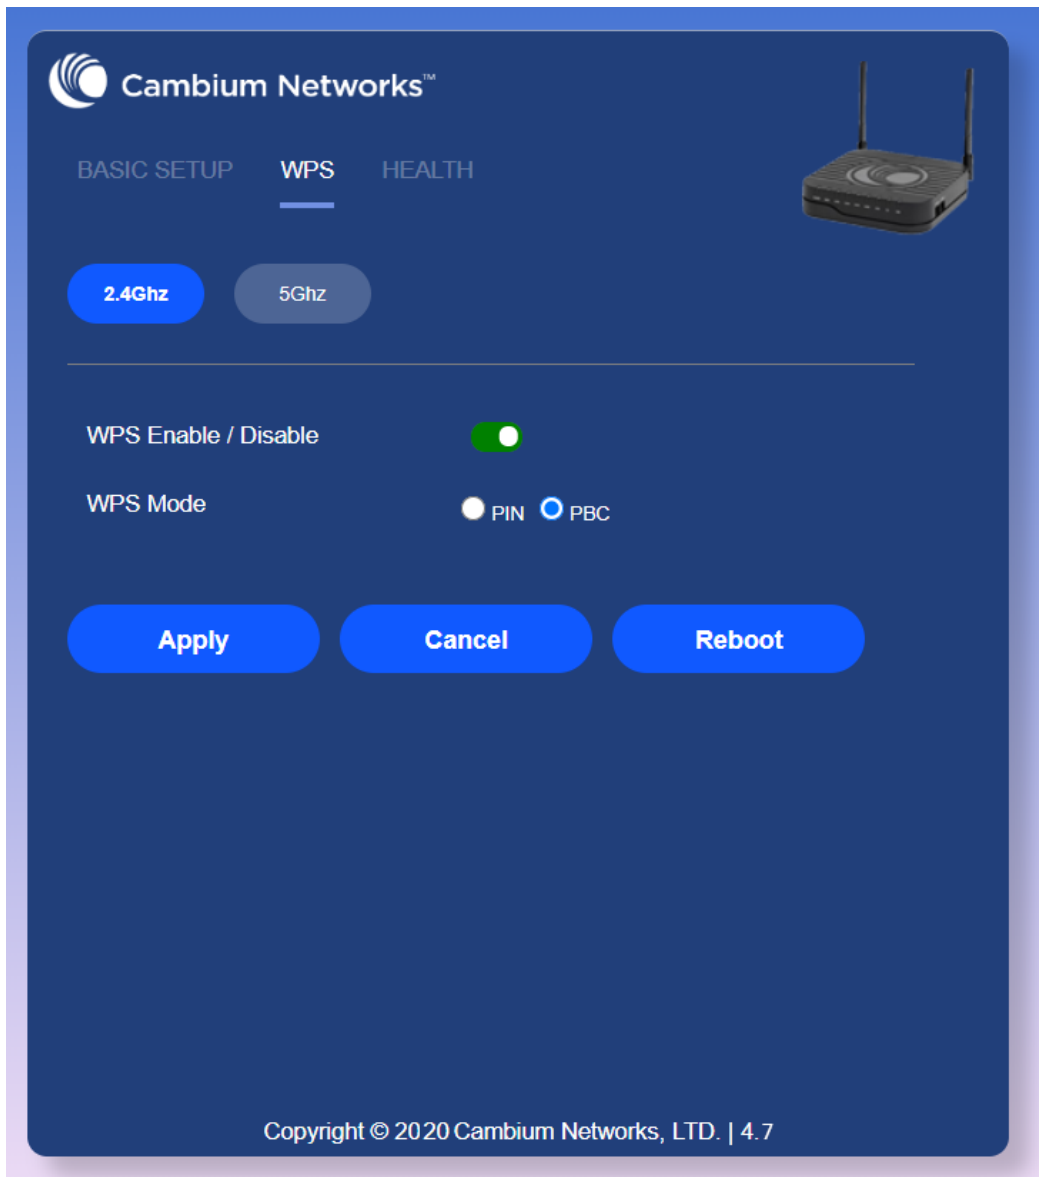 Cambium Networks™
BASIC SETUP WPS HEALTH
2.4Ghz 5Ghz
WPS Enable / Disable
WPS Mode PIN PBC
Apply Cancel Reboot
Copyright © 2020 Cambium Networks, LTD. | 4.7